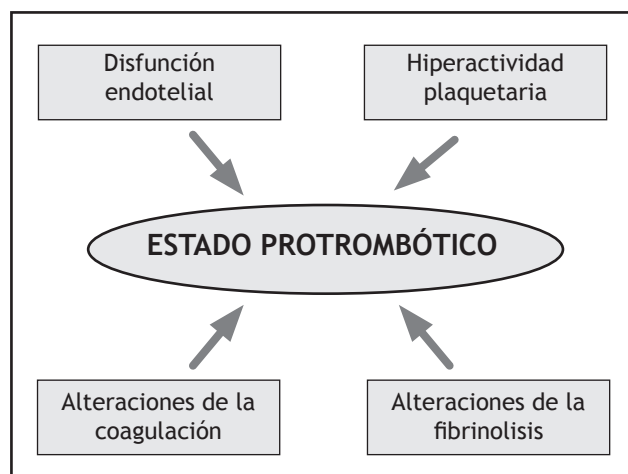 Disfunción
endotelial
Hiperactividad
plaquetaria
ESTADO PROTROMBÓTICO
Alteraciones de la
coagulación
Alteraciones de la
fibrinolisis